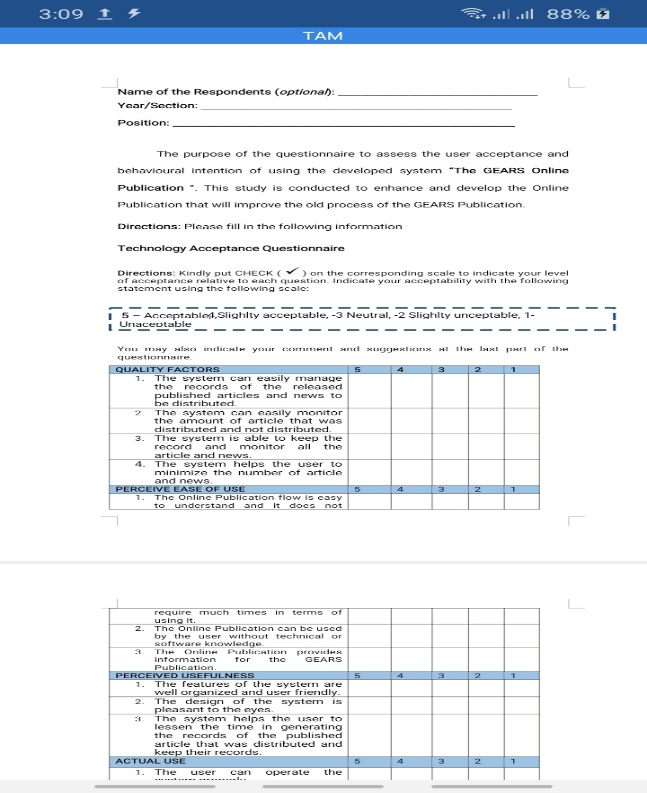 3:09 88%
TAM
Name of the Respondents (optional):
Year/Section:
Position:
The purpose of the questionnaire to assess the user acceptance and
behavioural intention of using the developed system "The GEARS Online
Publication ". This study is conducted to enhance and develop the Online
Publication that will improve the old process of the GEARS Publication.
Directions: Please fill in the following information
Technology Acceptance Questionnaire
Directions: Kindly put CHECK ( ✓ ) on the corresponding scale to indicate your level
of acceptance relative to each question. Indicate your acceptability with the following
statement using the following scale:
5 – Acceptable4,Slighlty acceptable, -3 Neutral, -2 Slighlty unceptable, 1-
Unaceptable
You may also indicate your comment and suggestions at the last part of the
questionnaire.
QUALITY FACTORS 5 4 3 2 1
1. The system can easily manage
the records of the released
published articles and news to
be distributed.
2. The system can easily monitor
the amount of article that was
distributed and not distributed.
3. The system is able to keep the
record and monitor all the
article and news.
4. The system helps the user to
minimize the number of article
and news.
PERCEIVE EASE OF USE 5 4 3 2 1
1. The Online Publication flow is easy
to understand and it does not
require much times in terms of
using it.
2. The Online Publication can be used
by the user without technical or
software knowledge.
3. The Online Publication provides
information for the GEARS
Publication.
PERCEIVED USEFULNESS 5 4 3 2 1
1. The features of the system are
well organized and user friendly.
2. The design of the system is
pleasant to the eyes.
3. The system helps the user to
lessen the time in generating
the records of the published
article that was distributed and
keep their records.
ACTUAL USE 5 4 3 2 1
1. The user can operate the